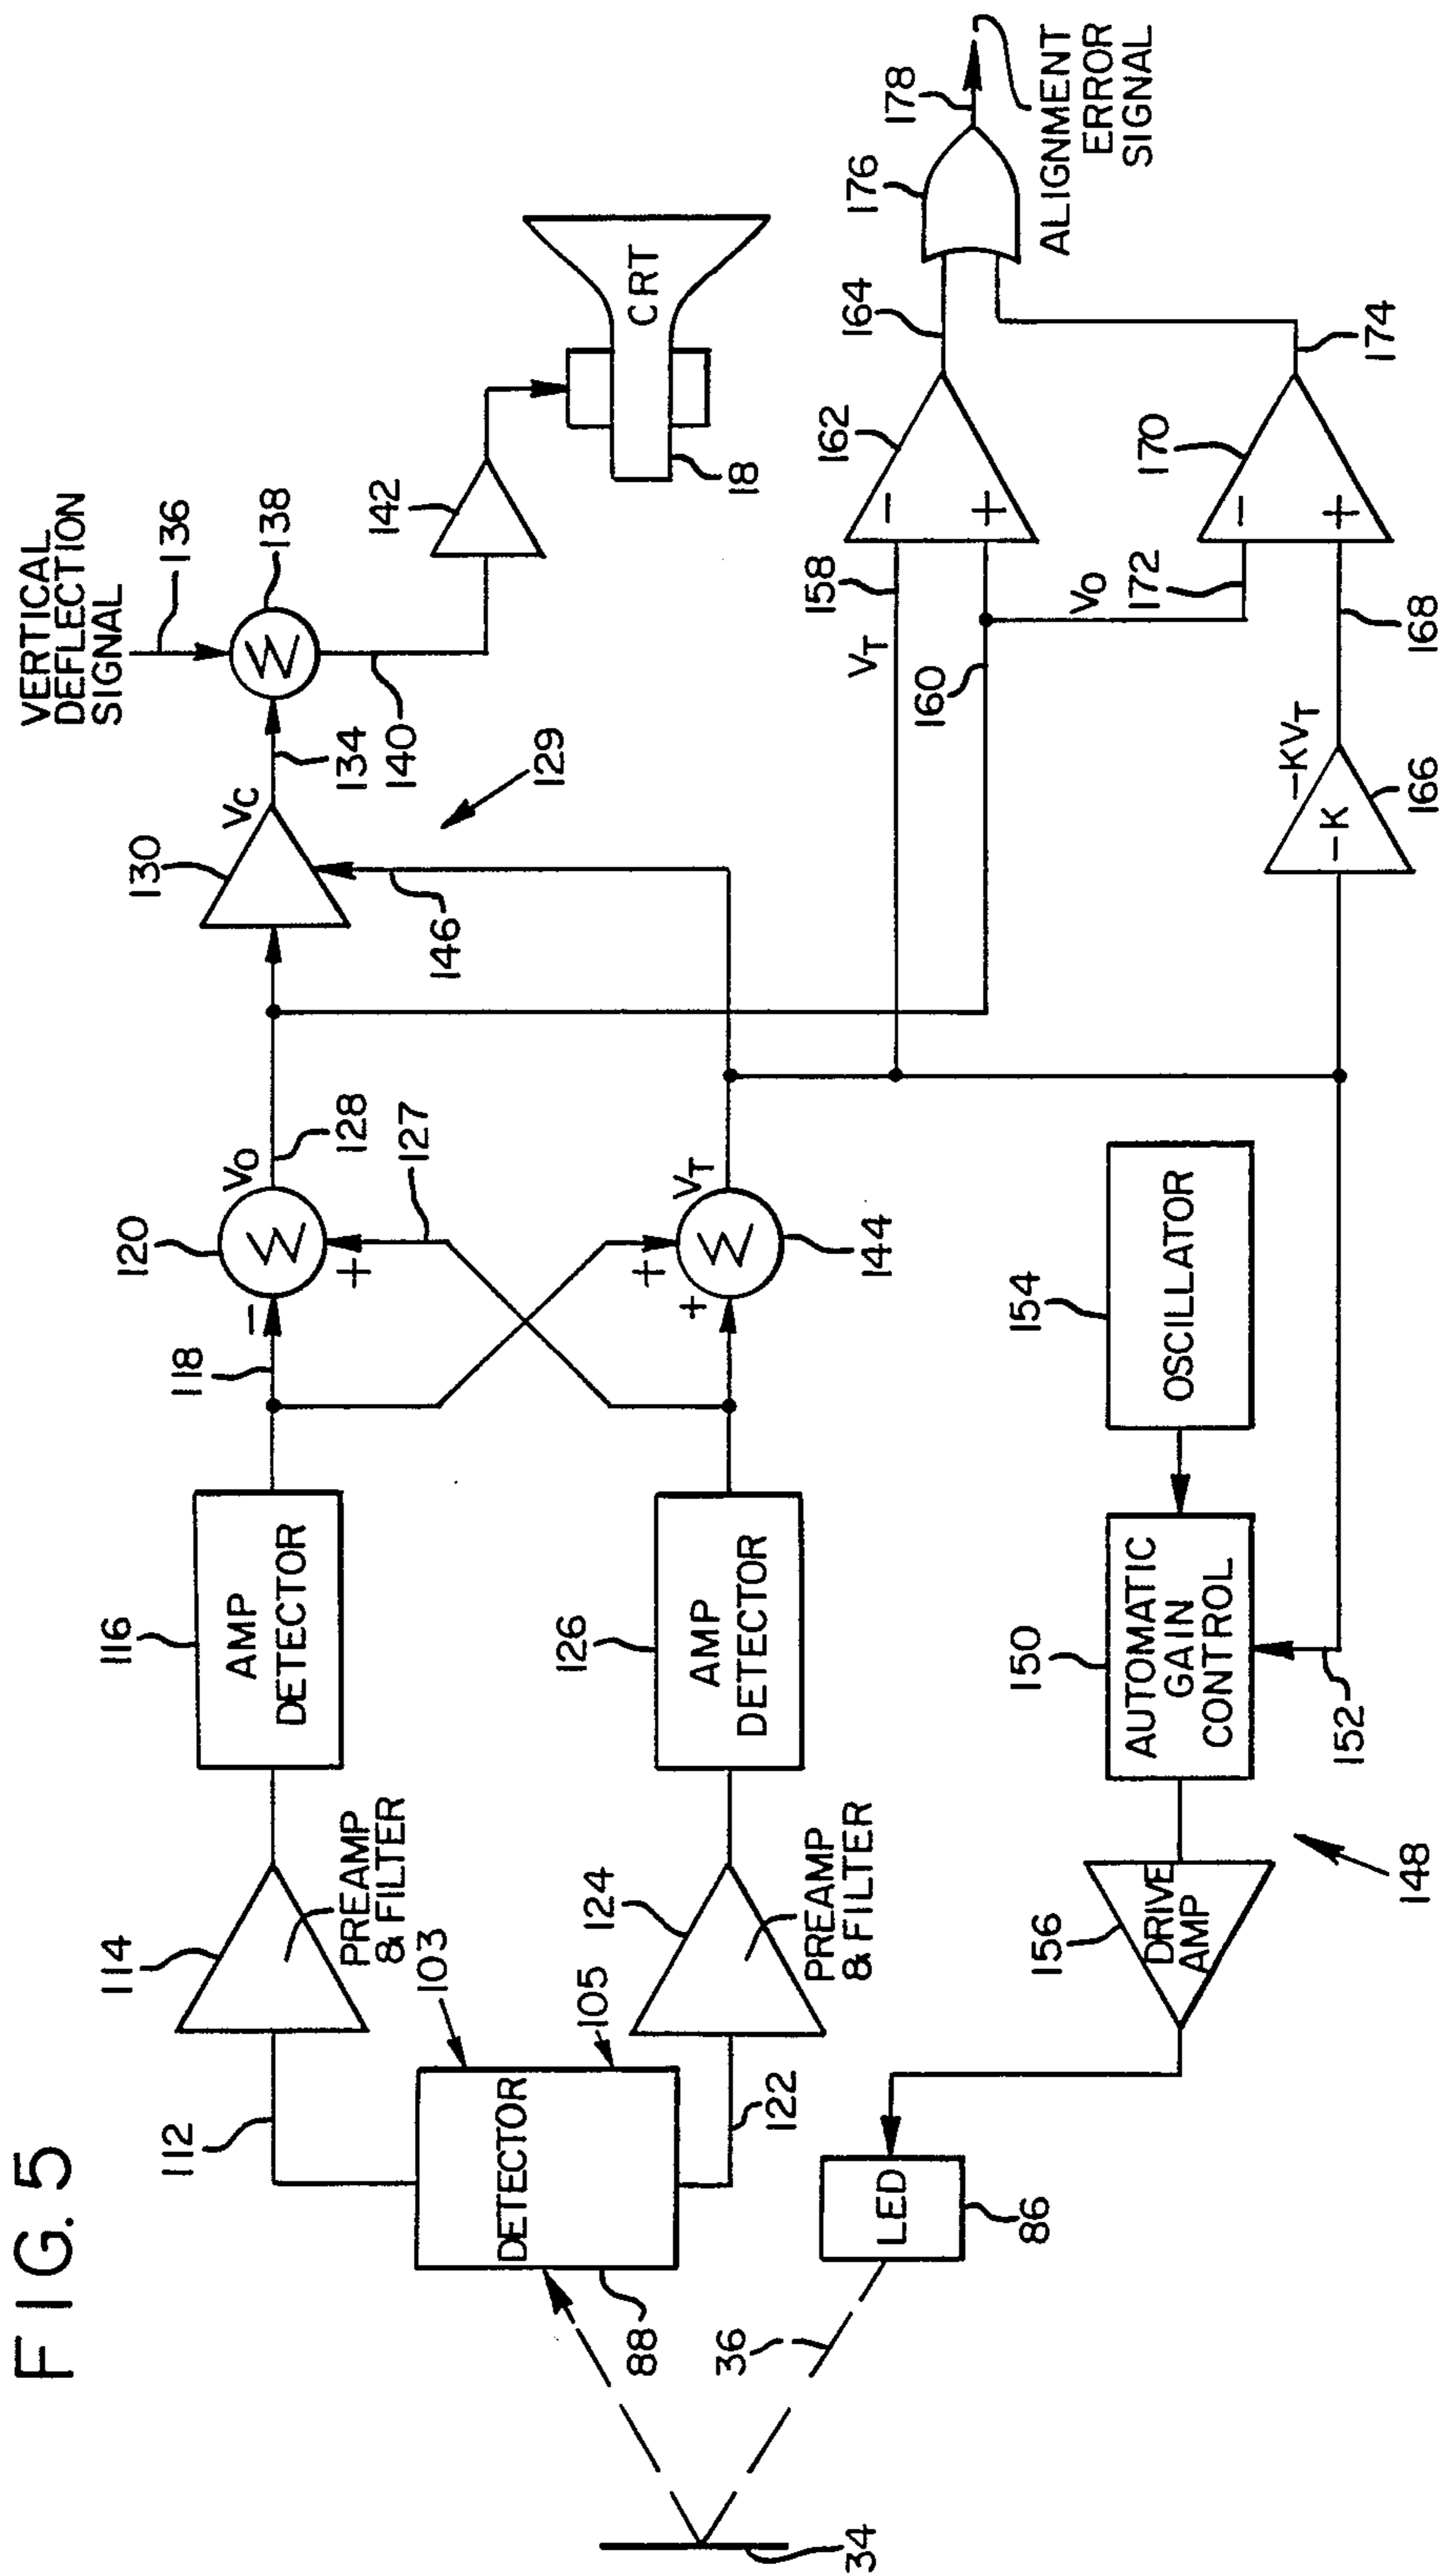 FIG. 5
VERTICAL
DEFLECTION
SIGNAL
136
138
Σ
134
140
142
CRT
18
130
VC
129
146
120
−
+
Σ
VO
128
127
118
116
AMP
DETECTOR
114
PREAMP
& FILTER
112
103
105
DETECTOR
88
122
124
PREAMP
& FILTER
126
AMP
DETECTOR
+
+
Σ
VT
144
34
36
LED
86
156
DRIVE
AMP
148
150
AUTOMATIC
GAIN
CONTROL
152
154
OSCILLATOR
VT
158
160
−
+
162
164
VO
172
−
+
170
174
-K
-KVT
166
168
176
178
ALIGNMENT
ERROR
SIGNAL